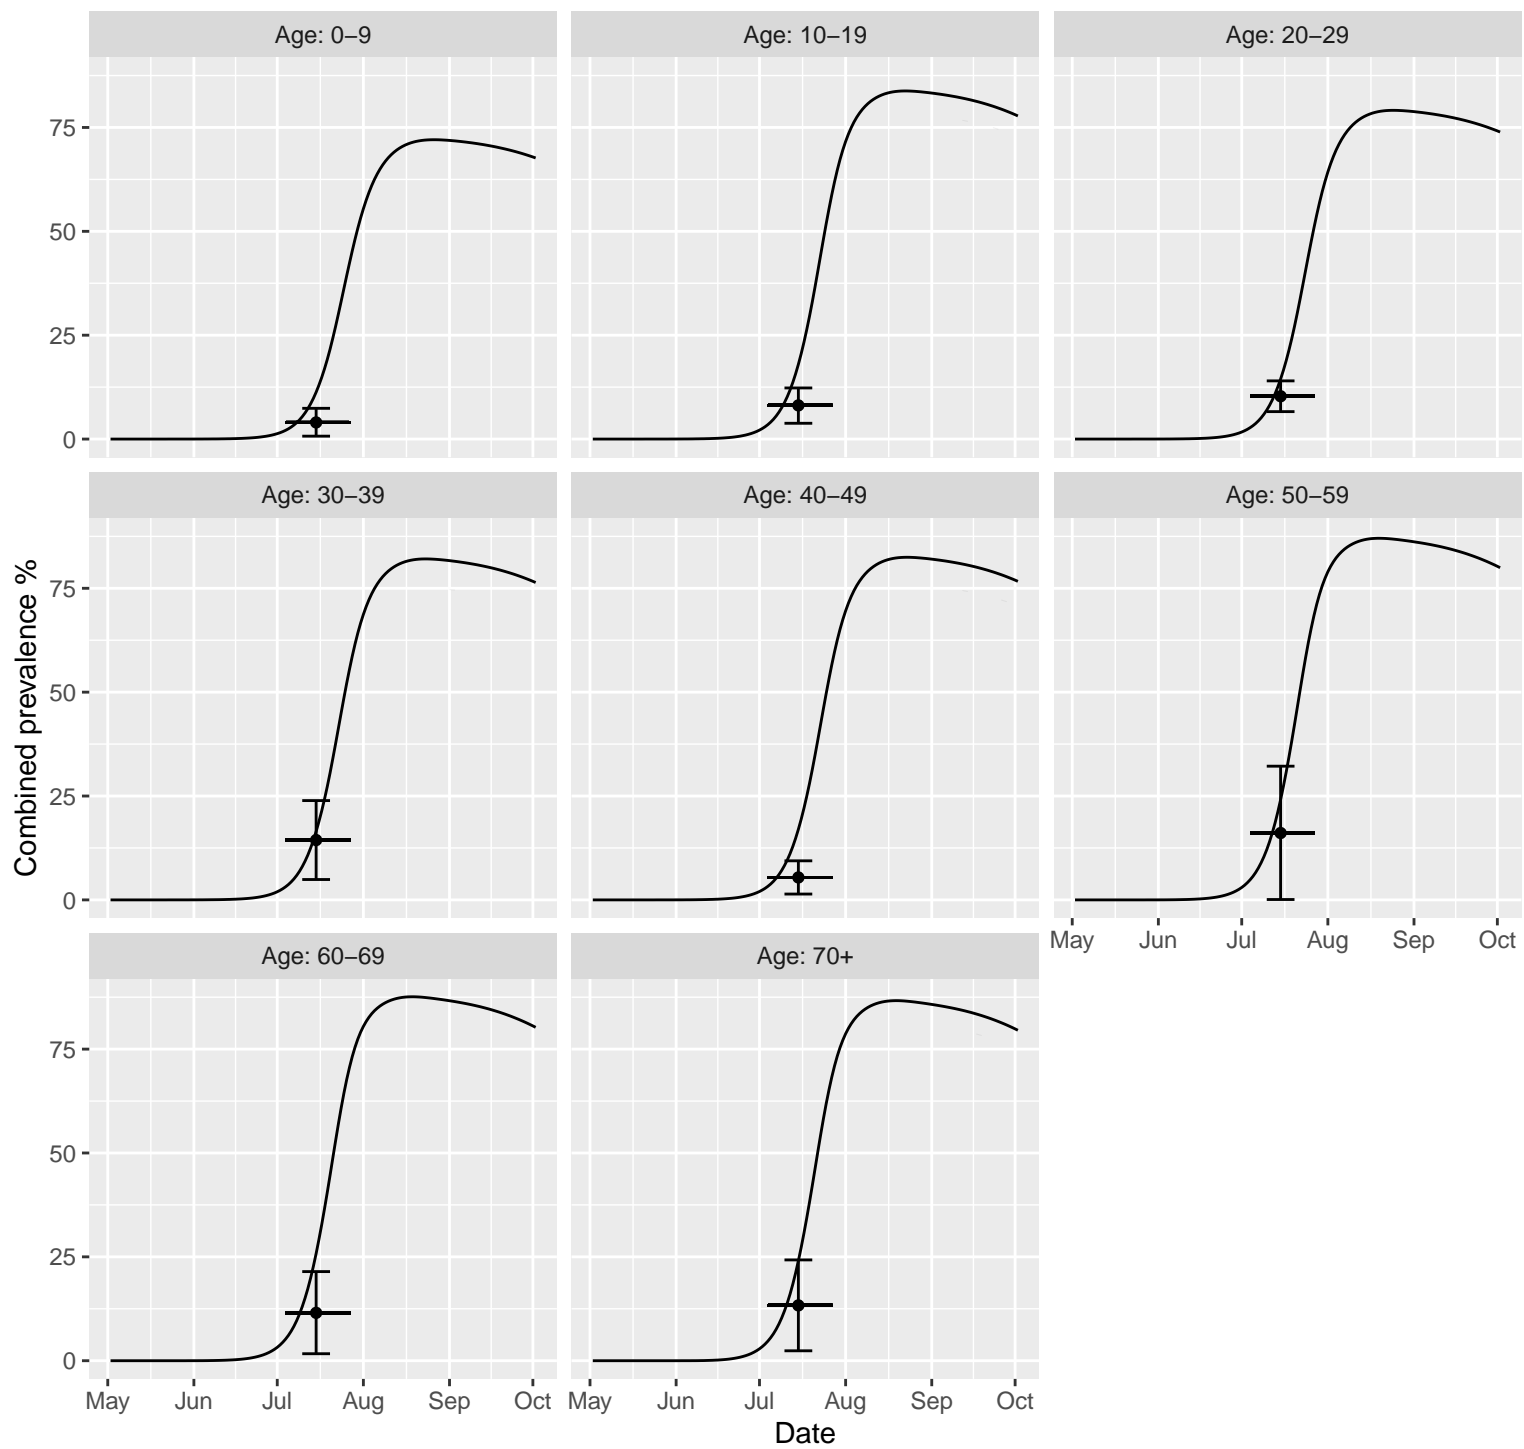 Age: 0–9
Age: 10–19
Age: 20–29
75
50
25
0
Age: 30–39
Age: 40–49
Age: 50–59
Combined prevalence %
75
50
25
0
May Jun Jul Aug Sep Oct
Age: 60–69
Age: 70+
75
50
25
0
May Jun Jul Aug Sep Oct
May Jun Jul Aug Sep Oct
Date